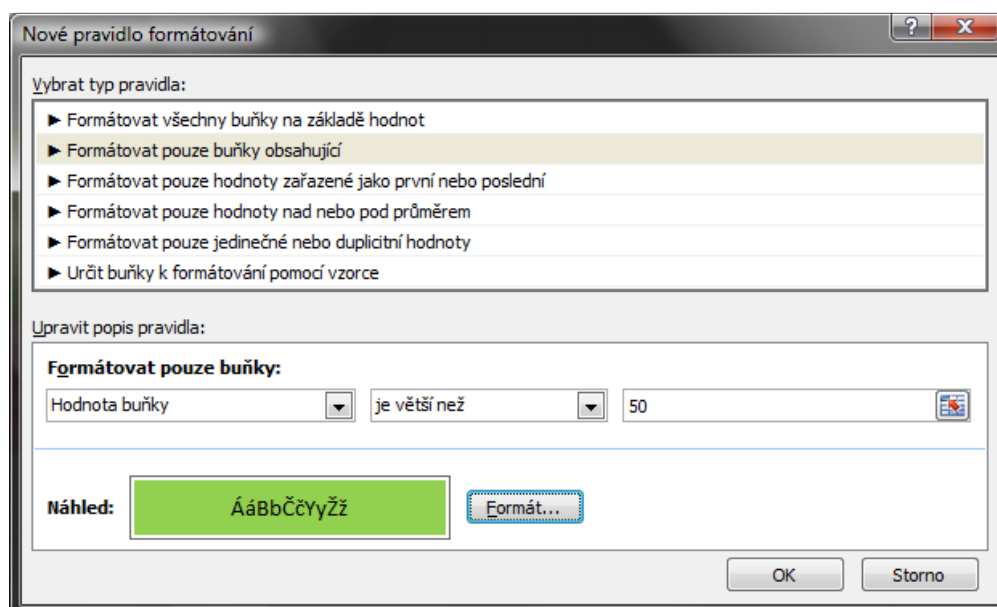 Nové pravidlo formátování
Vybrat typ pravidla:
► Formátovat všechny buňky na základě hodnot
► Formátovat pouze buňky obsahující
► Formátovat pouze hodnoty zařazené jako první nebo poslední
► Formátovat pouze hodnoty nad nebo pod průměrem
► Formátovat pouze jedinečné nebo duplicitní hodnoty
► Určit buňky k formátování pomocí vzorce
Upravit popis pravidla:
Formátovat pouze buňky:
Hodnota buňky je větší než 50
Náhled: ÁáBbČčYyŽž Formát...
OK Storno